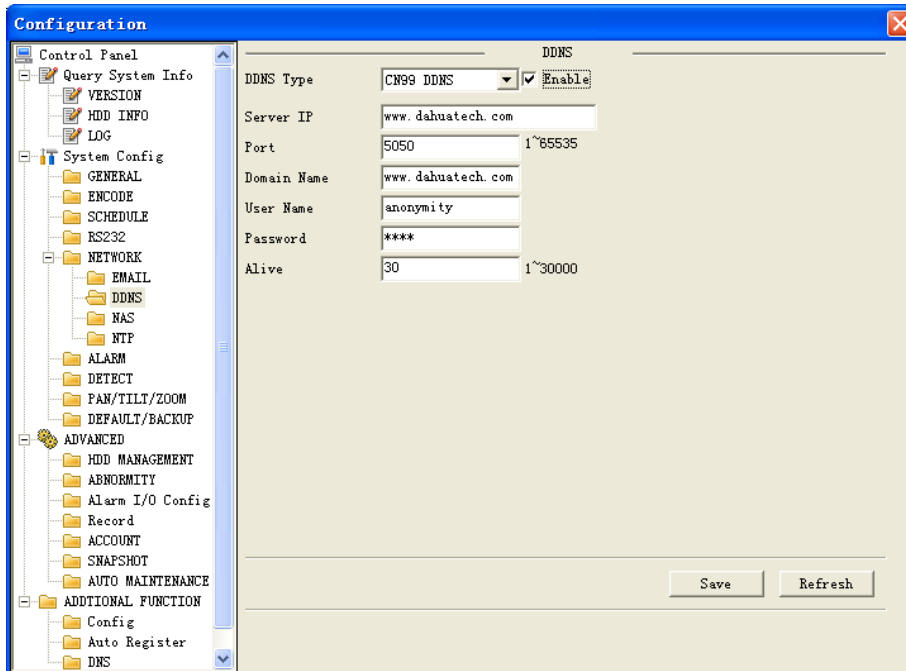 Configuration
Control Panel
Query System Info
VERSION
HDD INFO
LOG
System Config
GENERAL
ENCODE
SCHEDULE
RS232
NETWORK
EMAIL
DDNS
NAS
NTP
ALARM
DETECT
PAN/TILT/ZOOM
DEFAULT/BACKUP
ADVANCED
HDD MANAGEMENT
ABNORMITY
Alarm I/O Config
Record
ACCOUNT
SNAPSHOT
AUTO MAINTENANCE
ADDTIONAL FUNCTION
Config
Auto Register
DNS
DDNS
DDNS Type CN99 DDNS Enable
Server IP www.dahuatech.com
Port 5050 1~65535
Domain Name www.dahuatech.com
User Name anonymity
Password ****
Alive 30 1~30000
Save Refresh